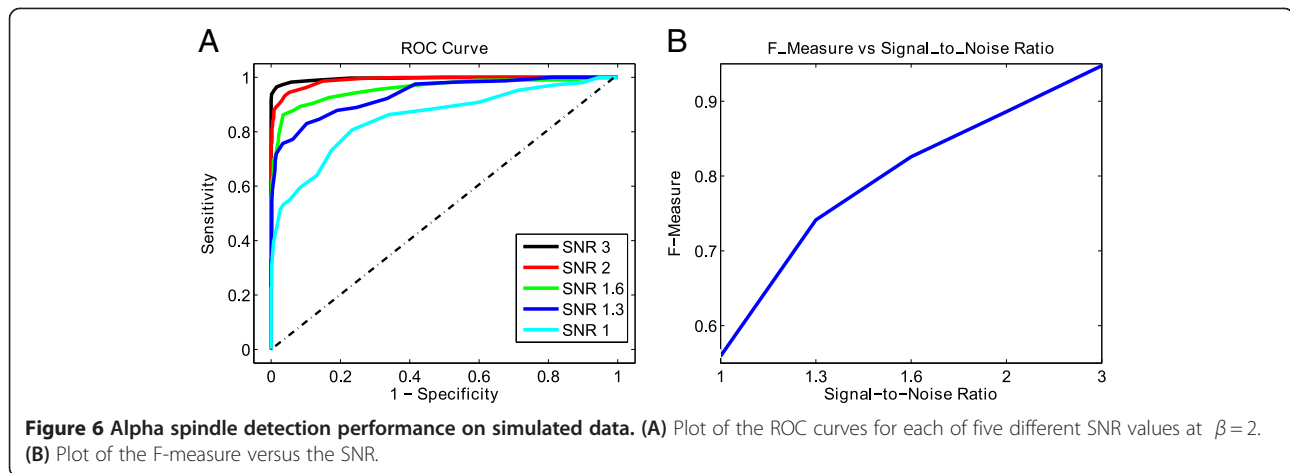 A
ROC Curve
1
0.8
0.6
0.4
0.2
0
Sensitivity
0 0.2 0.4 0.6 0.8 1
1 − Specificity
SNR 3
SNR 2
SNR 1.6
SNR 1.3
SNR 1
B
F_Measure vs Signal_to_Noise Ratio
0.9
0.8
0.7
0.6
F−Measure
1 1.3 1.6 2 3
Signal−to−Noise Ratio
Figure 6 Alpha spindle detection performance on simulated data. (A) Plot of the ROC curves for each of five different SNR values at β = 2.
(B) Plot of the F-measure versus the SNR.